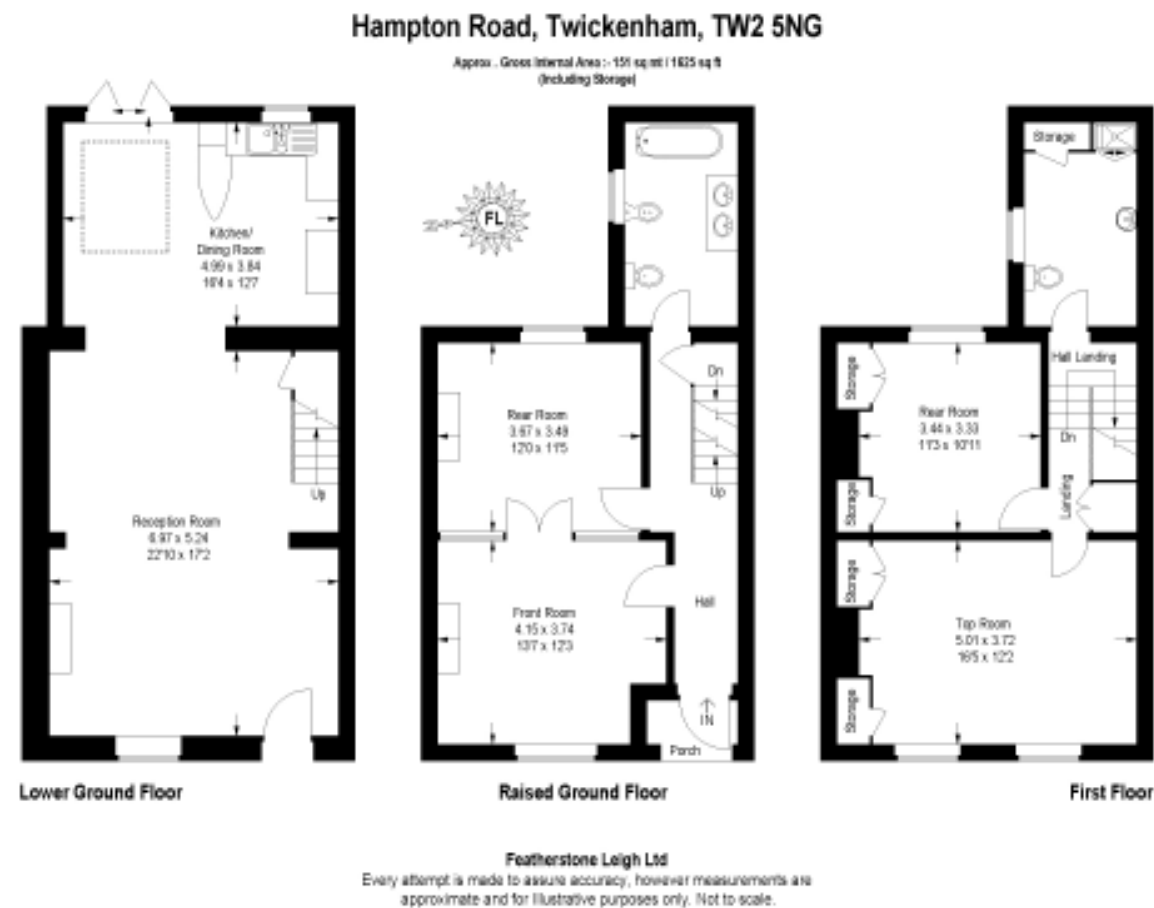 Hampton Road, Twickenham, TW2 5NG
Approx . Gross Internal Area :- 151 sq mt / 1625 sq ft
(Including Storage)
Kitchen/
Dining Room
4.99 x 3.84
16'4 x 12'7
Up
Reception Room
6.97 x 5.24
22'10 x 17'2
Lower Ground Floor
N
FL
Dn
Rear Room
3.67 x 3.49
12'0 x 11'5
Up
Hall
Front Room
4.15 x 3.74
13'7 x 12'3
IN
Porch
Raised Ground Floor
Storage
Hall Landing
Storage
Rear Room
3.44 x 3.33
11'3 x 10'11
Dn
Storage
Landing
Storage
Top Room
5.01 x 3.72
16'5 x 12'2
Storage
First Floor
Featherstone Leigh Ltd
Every attempt is made to assure accuracy, however measurements are
approximate and for illustrative purposes only. Not to scale.